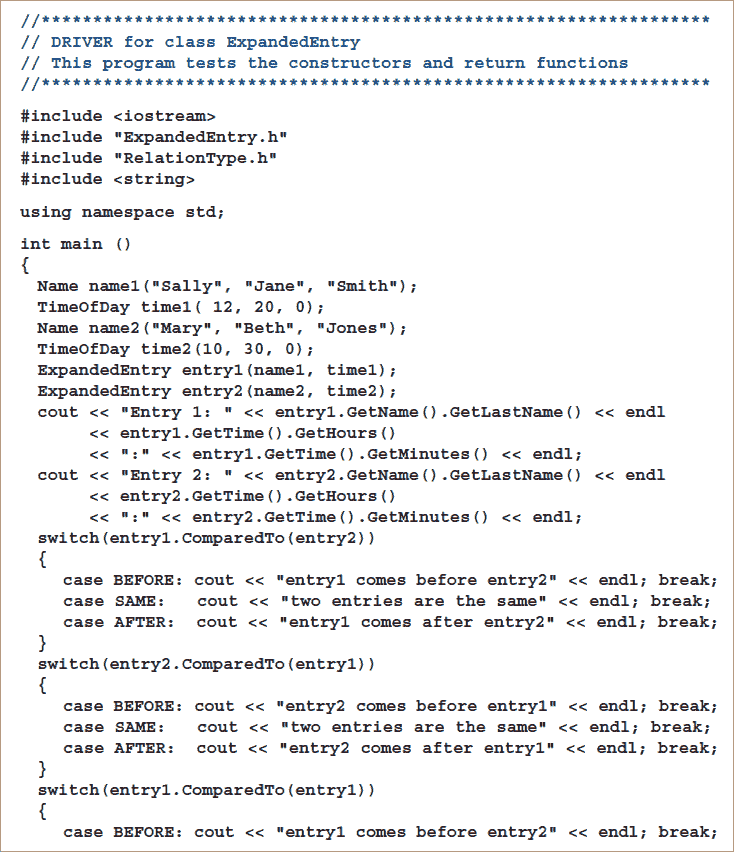 //*****************************************************************
// DRIVER for class ExpandedEntry
// This program tests the constructors and return functions
//*****************************************************************
#include <iostream>
#include "ExpandedEntry.h"
#include "RelationType.h"
#include <string>
using namespace std;
int main ()
{
Name name1("Sally", "Jane", "Smith");
TimeOfDay time1( 12, 20, 0);
Name name2("Mary", "Beth", "Jones");
TimeOfDay time2(10, 30, 0);
ExpandedEntry entry1(name1, time1);
ExpandedEntry entry2(name2, time2);
cout << "Entry 1: " << entry1.GetName().GetLastName() << endl
<< entry1.GetTime().GetHours()
<< ":" << entry1.GetTime().GetMinutes() << endl;
cout << "Entry 2: " << entry2.GetName().GetLastName() << endl
<< entry2.GetTime().GetHours()
<< ":" << entry2.GetTime().GetMinutes() << endl;
switch(entry1.ComparedTo(entry2))
{
case BEFORE: cout << "entry1 comes before entry2" << endl; break;
case SAME: cout << "two entries are the same" << endl; break;
case AFTER: cout << "entry1 comes after entry2" << endl; break;
}
switch(entry2.ComparedTo(entry1))
{
case BEFORE: cout << "entry2 comes before entry1" << endl; break;
case SAME: cout << "two entries are the same" << endl; break;
case AFTER: cout << "entry2 comes after entry1" << endl; break;
}
switch(entry1.ComparedTo(entry1))
{
case BEFORE: cout << "entry1 comes before entry2" << endl; break;